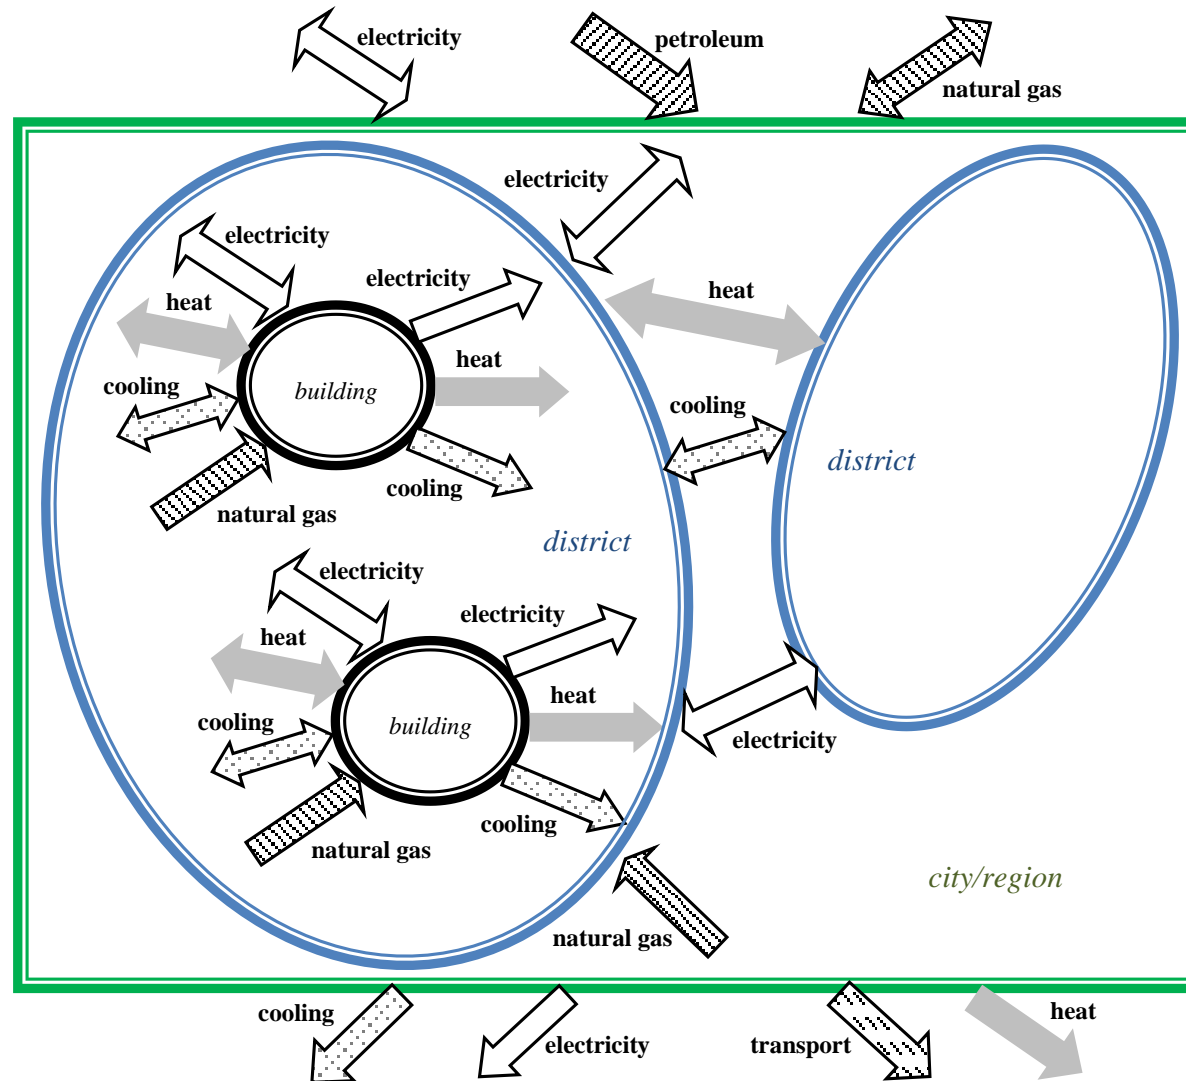 electricity
petroleum
natural gas
electricity
electricity
electricity
heat
heat
heat
cooling
building
cooling
cooling
district
natural gas
district
electricity
electricity
heat
heat
cooling
building
electricity
cooling
natural gas
city/region
natural gas
cooling
electricity
transport
heat